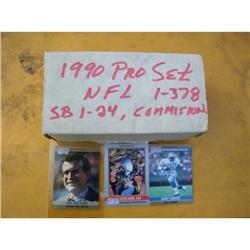 1990 PRO SET
NFL 1-378
SB 1-24, COMMISION